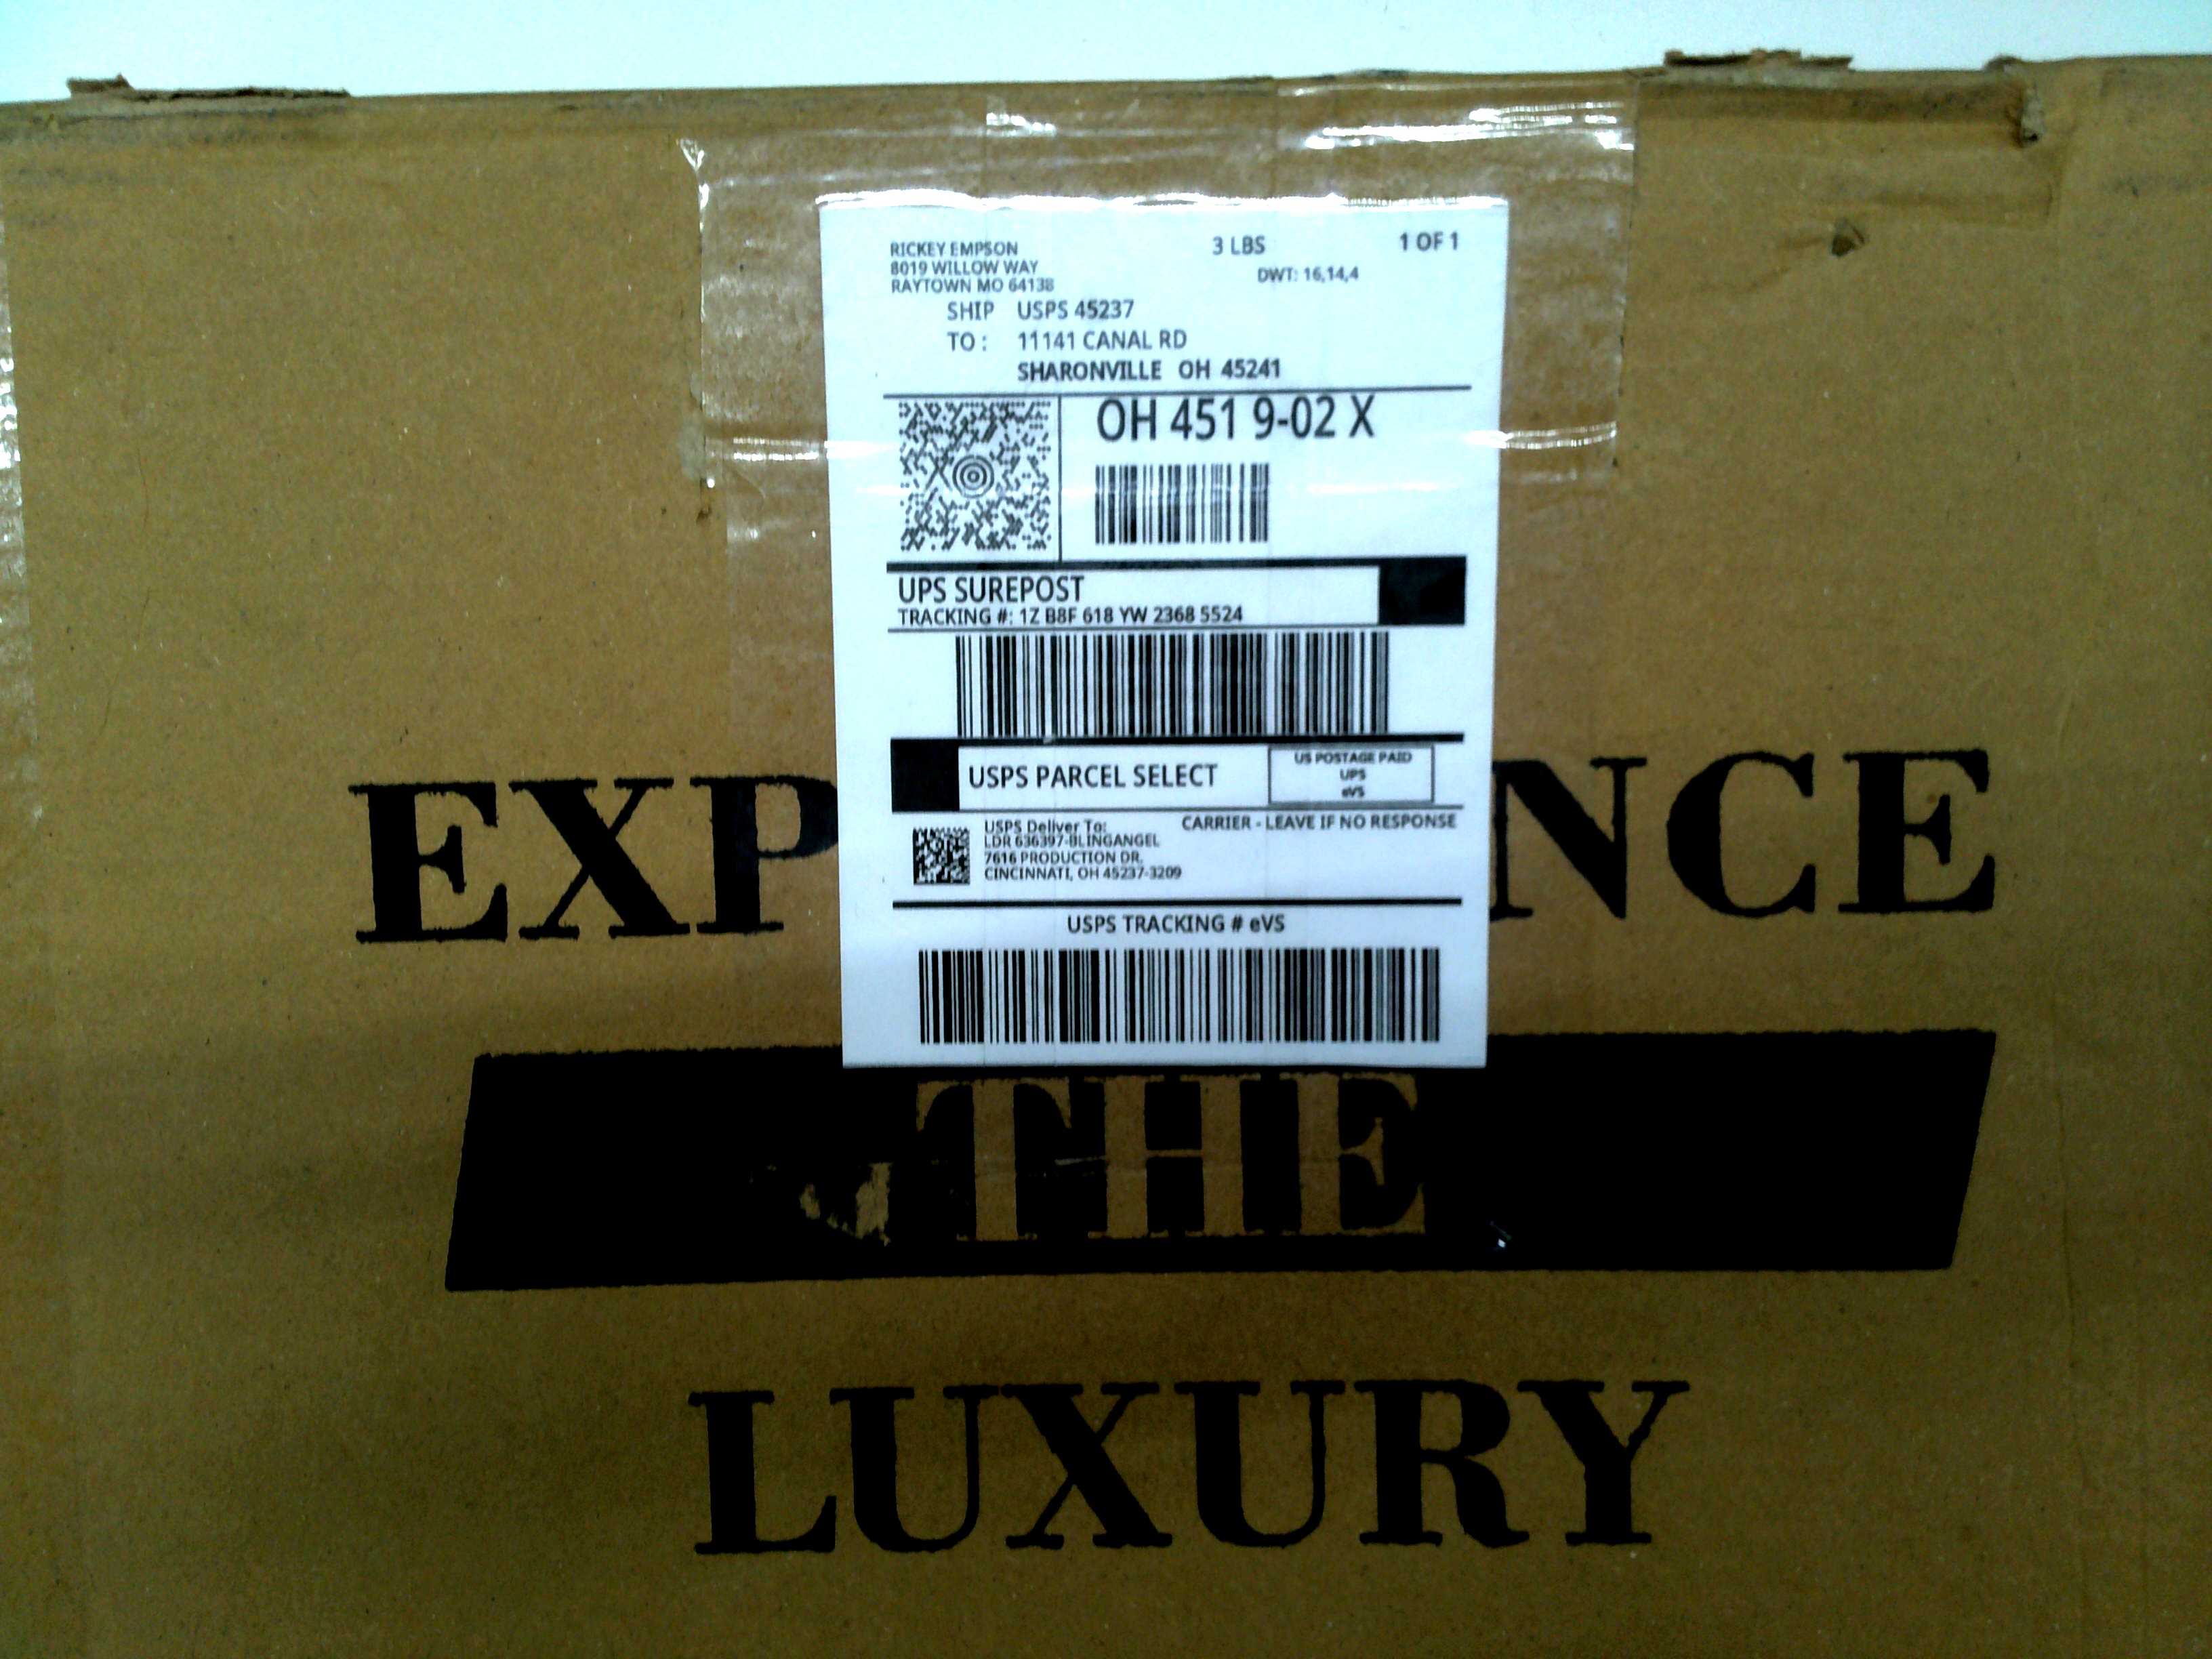 RICKEY EMPSON
8019 WILLOW WAY
RAYTOWN MO 64138
3 LBS
1 OF 1
DWT: 16,14,4
SHIP USPS 45237
TO : 11141 CANAL RD
SHARONVILLE OH 45241
OH 451 9-02 X
UPS SUREPOST
TRACKING #: 1Z B8F 618 YW 2368 5524
USPS PARCEL SELECT
US POSTAGE PAID
UPS
eVS
USPS Deliver To:
CARRIER - LEAVE IF NO RESPONSE
LDR 636397-BLINGANGEL
7616 PRODUCTION DR.
CINCINNATI, OH 45237-3209
USPS TRACKING # eVS
EXP NCE
THE
LUXURY